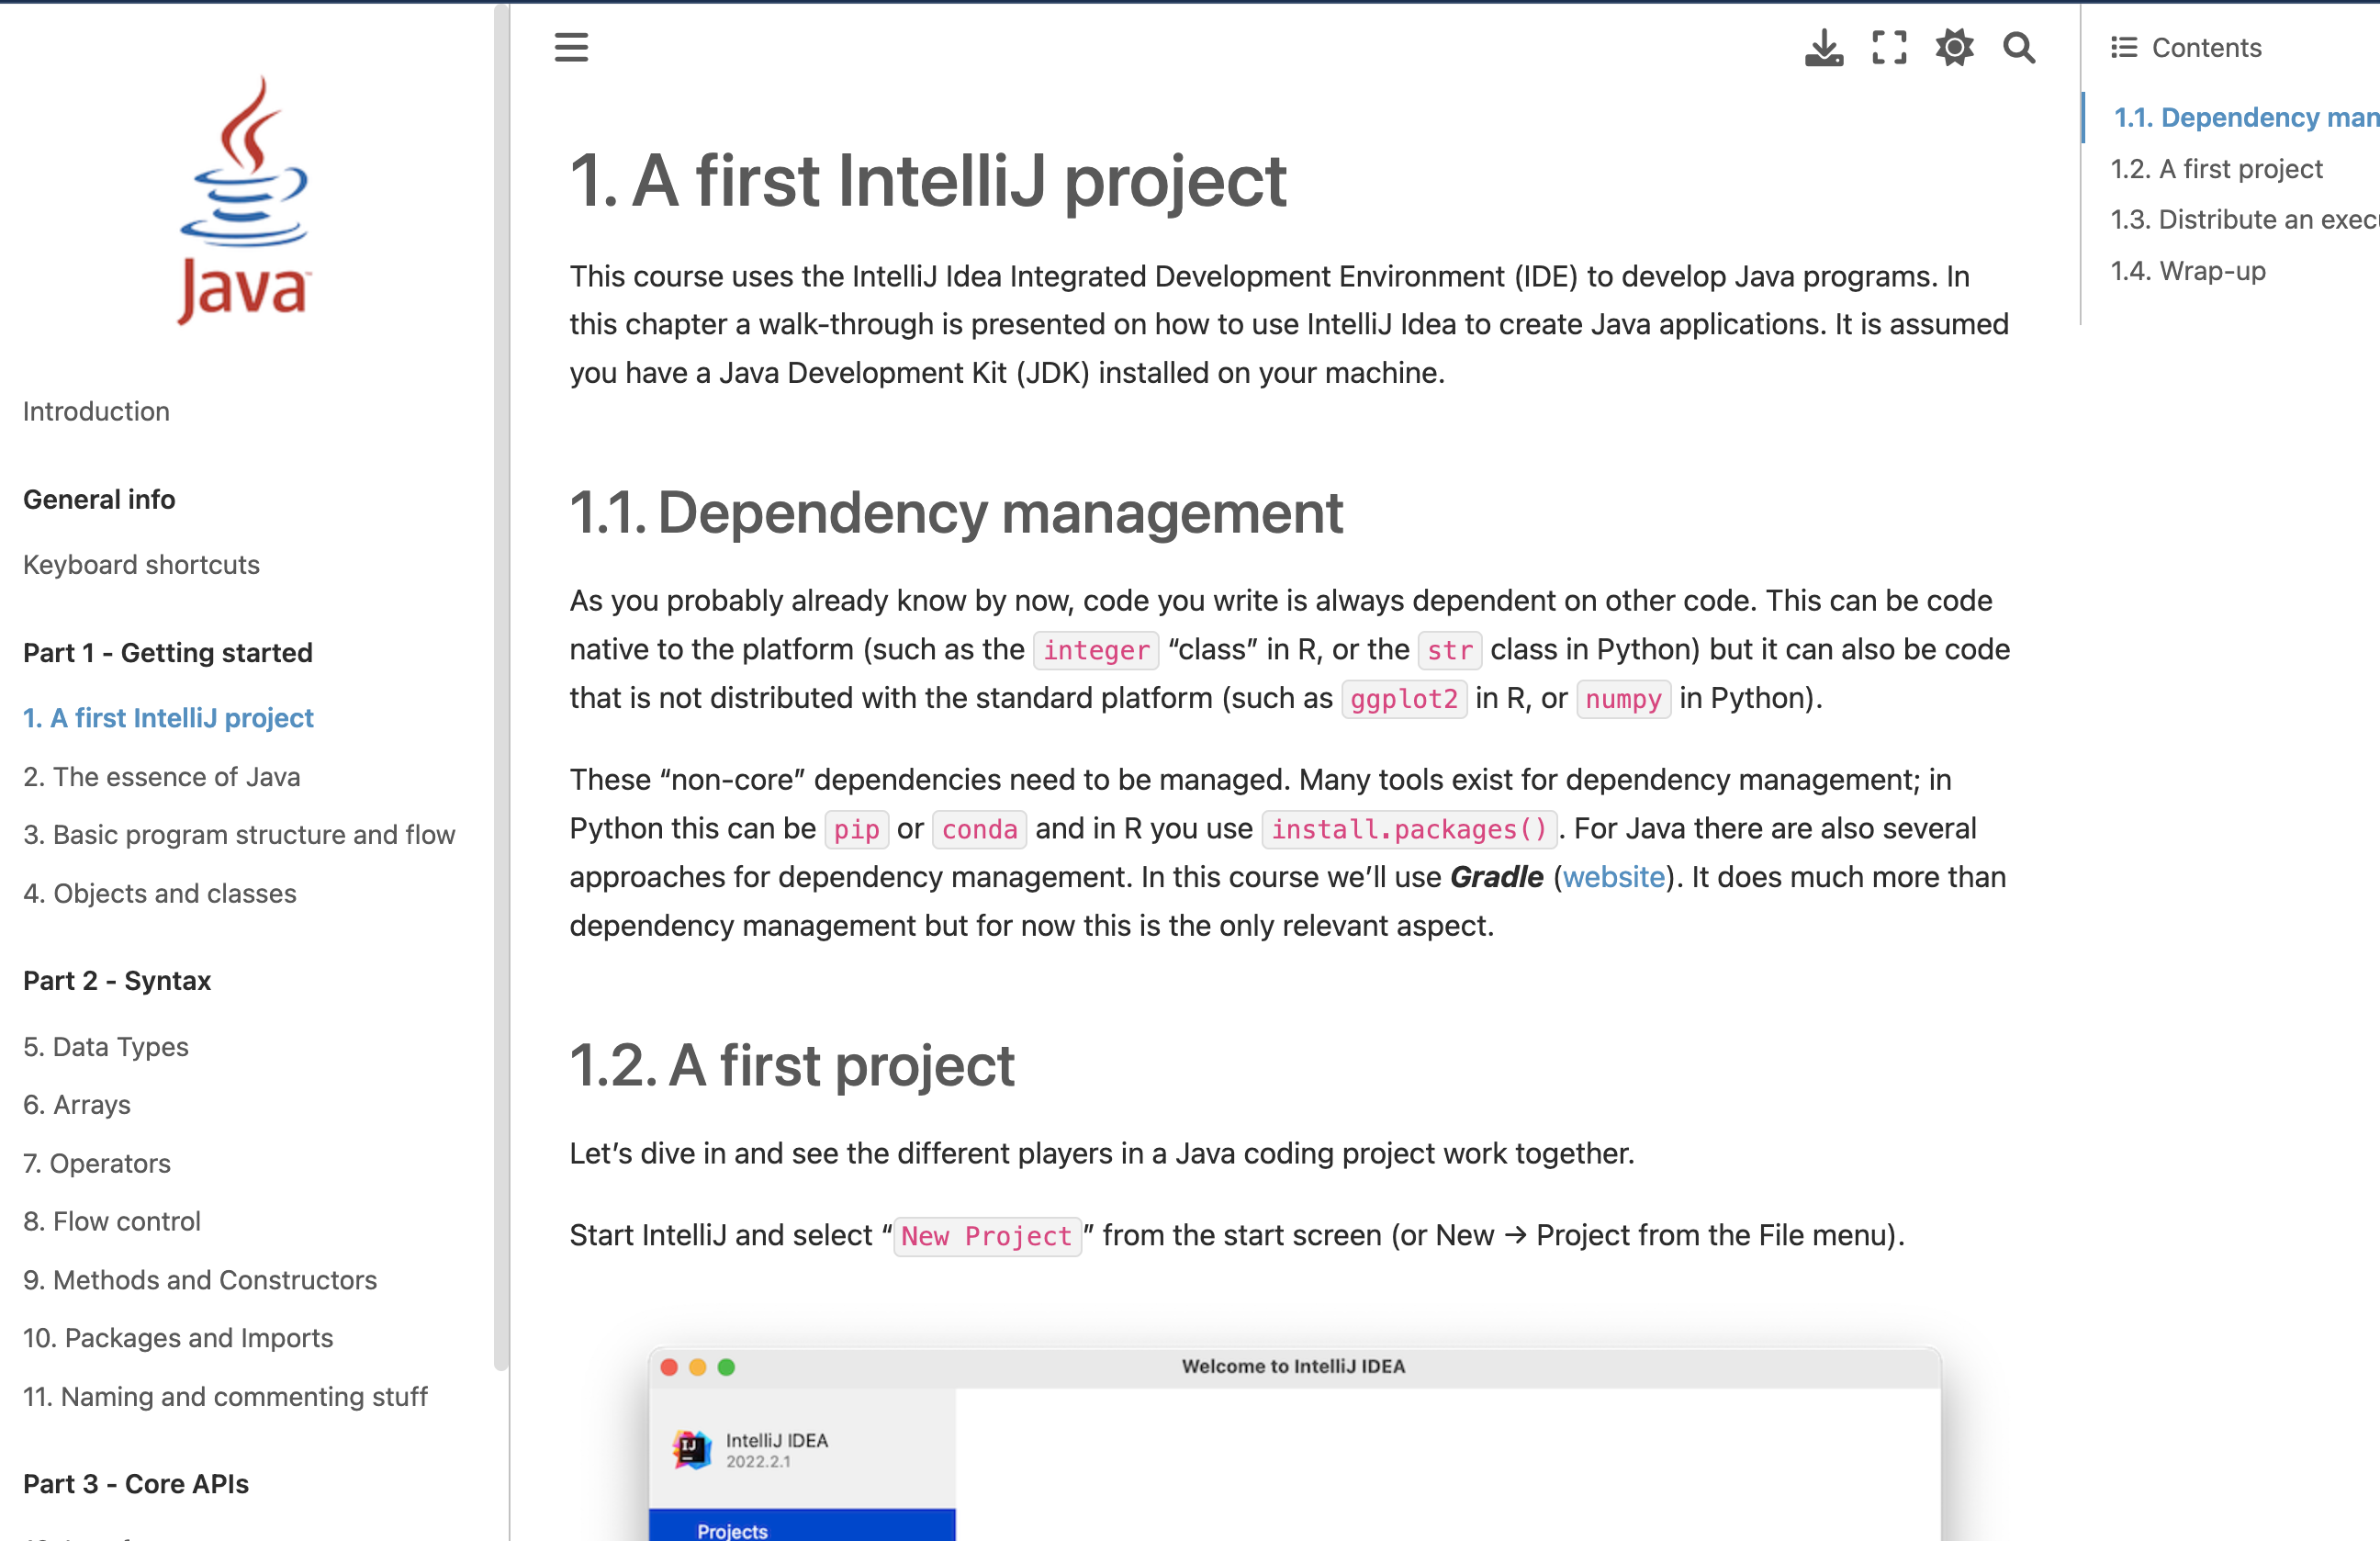 Java
Introduction
General info
Keyboard shortcuts
Part 1 - Getting started
1. A first IntelliJ project
2. The essence of Java
3. Basic program structure and flow
4. Objects and classes
Part 2 - Syntax
5. Data Types
6. Arrays
7. Operators
8. Flow control
9. Methods and Constructors
10. Packages and Imports
11. Naming and commenting stuff
Part 3 - Core APIs
1. A first IntelliJ project
This course uses the IntelliJ Idea Integrated Development Environment (IDE) to develop Java programs. In
this chapter a walk-through is presented on how to use IntelliJ Idea to create Java applications. It is assumed
you have a Java Development Kit (JDK) installed on your machine.
1.1. Dependency management
As you probably already know by now, code you write is always dependent on other code. This can be code
native to the platform (such as the integer “class” in R, or the str class in Python) but it can also be code
that is not distributed with the standard platform (such as ggplot2 in R, or numpy in Python).
These “non-core” dependencies need to be managed. Many tools exist for dependency management; in
Python this can be pip or conda and in R you use install.packages(). For Java there are also several
approaches for dependency management. In this course we’ll use Gradle (website). It does much more than
dependency management but for now this is the only relevant aspect.
1.2. A first project
Let’s dive in and see the different players in a Java coding project work together.
Start IntelliJ and select “New Project” from the start screen (or New → Project from the File menu).
Welcome to IntelliJ IDEA
IJ
IntelliJ IDEA
2022.2.1
Projects
Contents
1.1. Dependency man
1.2. A first project
1.3. Distribute an exec
1.4. Wrap-up